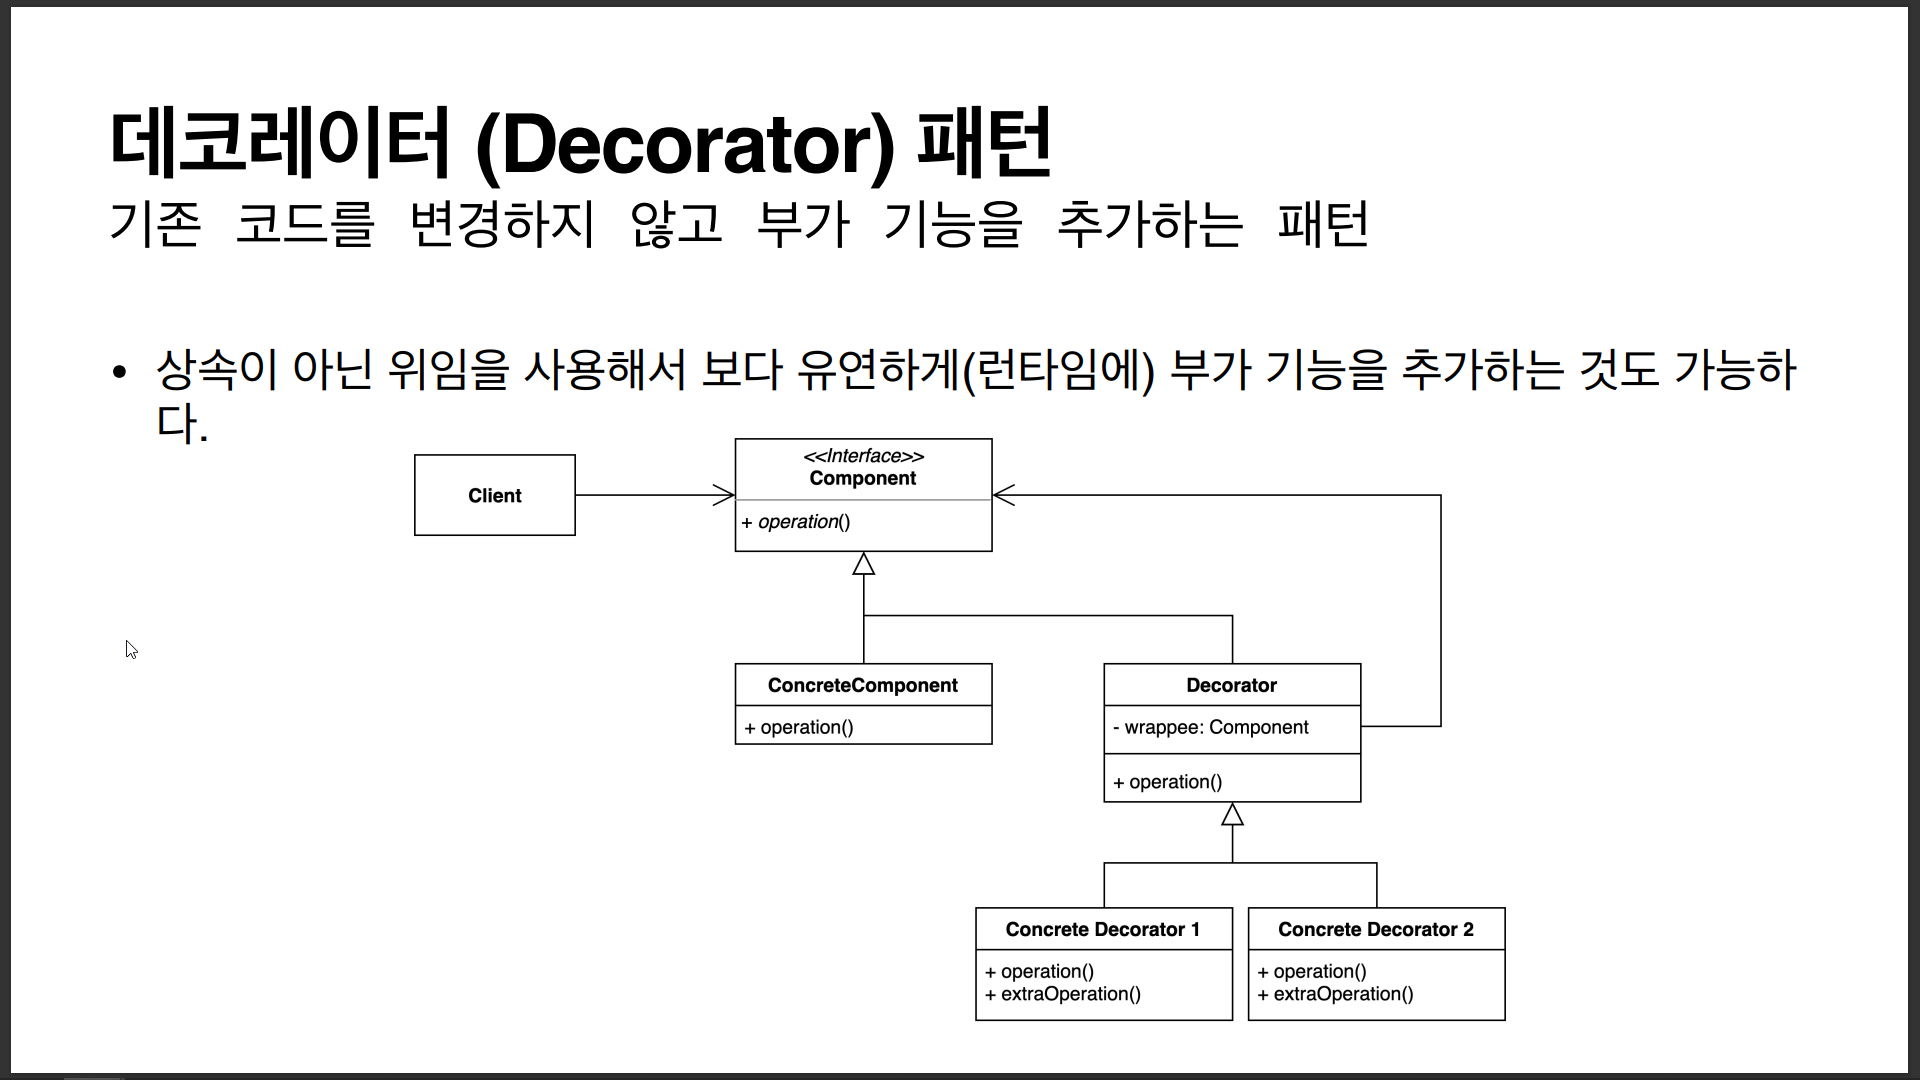 데코레이터 (Decorator) 패턴
기존 코드를 변경하지 않고 부가 기능을 추가하는 패턴
• 상속이 아닌 위임을 사용해서 보다 유연하게(런타임에) 부가 기능을 추가하는 것도 가능하
다.
Client
<<Interface>>
Component
+ operation()
ConcreteComponent
+ operation()
Decorator
- wrappee: Component
+ operation()
Concrete Decorator 1
+ operation()
+ extraOperation()
Concrete Decorator 2
+ operation()
+ extraOperation()